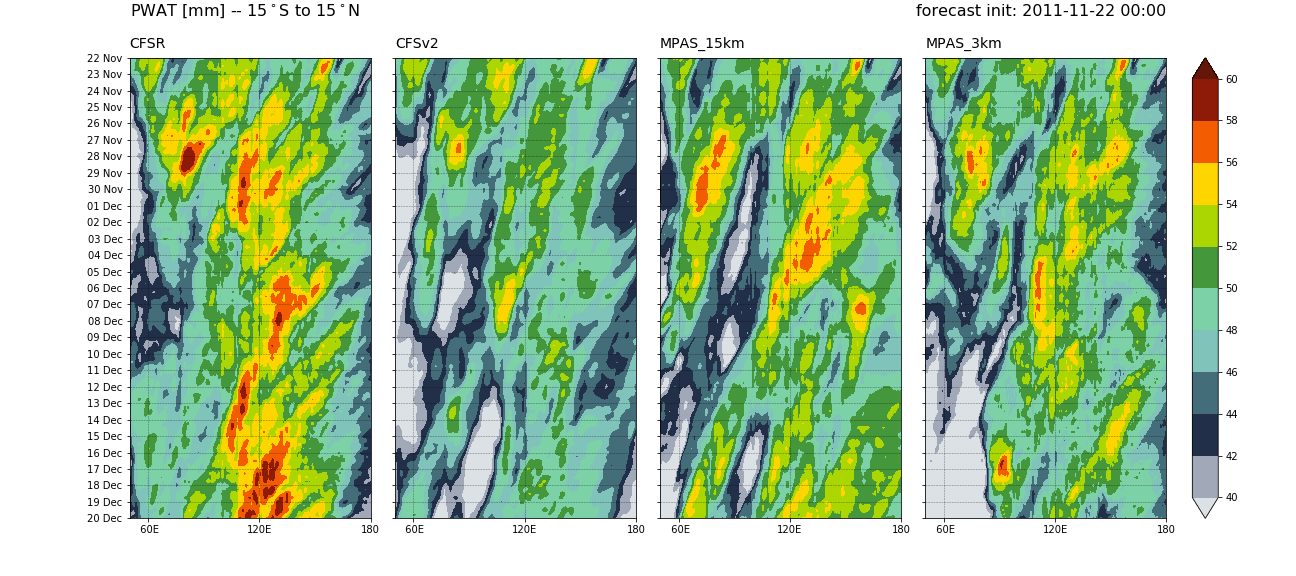 PWAT [mm] -- 15°S to 15°N
forecast init: 2011-11-22 00:00
CFSR
CFSv2
MPAS_15km
MPAS_3km
22 Nov
23 Nov
24 Nov
25 Nov
26 Nov
27 Nov
28 Nov
29 Nov
30 Nov
01 Dec
02 Dec
03 Dec
04 Dec
05 Dec
06 Dec
07 Dec
08 Dec
09 Dec
10 Dec
11 Dec
12 Dec
13 Dec
14 Dec
15 Dec
16 Dec
17 Dec
18 Dec
19 Dec
20 Dec
60E 120E 180
60E 120E 180
60E 120E 180
60E 120E 180
60
58
56
54
52
50
48
46
44
42
40